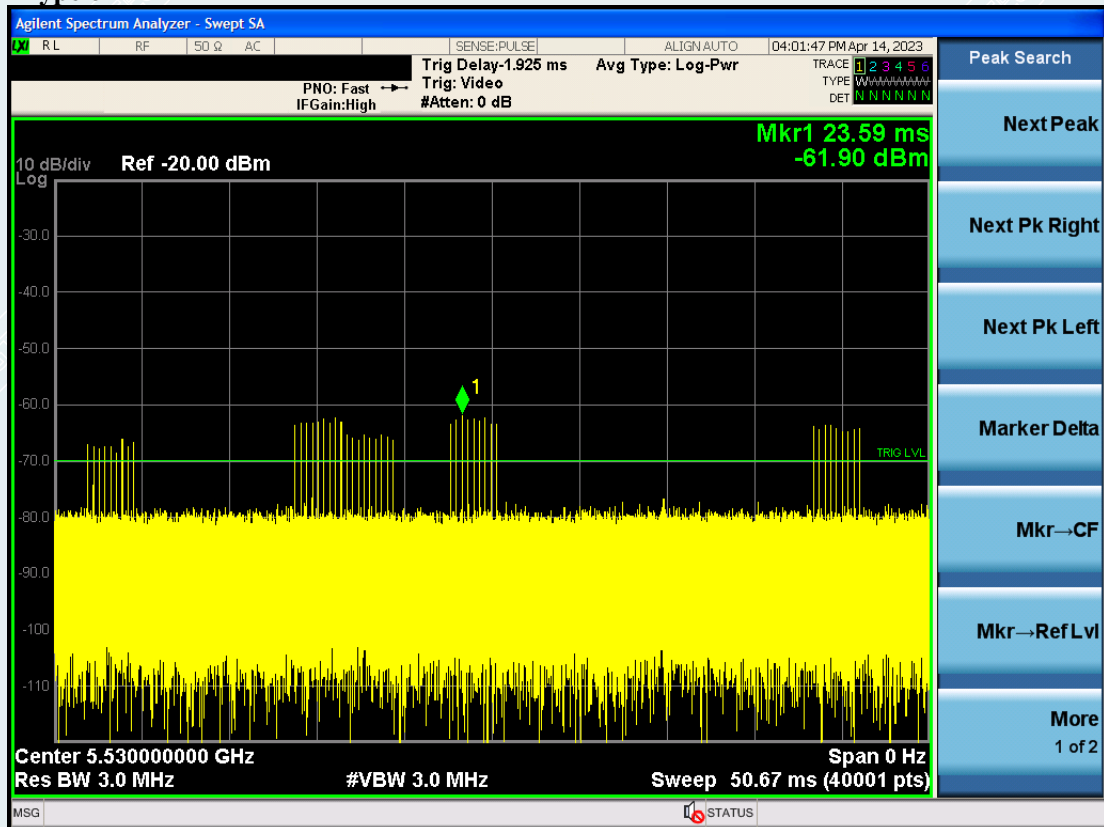 Agilent Spectrum Analyzer - Swept SA
LXI RL RF 50 Ω AC SENSE:PULSE ALIGN AUTO 04:01:47 PM Apr 14, 2023
Trig Delay-1.925 ms Avg Type: Log-Pwr TRACE 1 2 3 4 5 6
PNO: Fast Trig: Video TYPE WWWWWW
IFGain:High #Atten: 0 dB DET N N N N N N
Peak Search
Next Peak
Next Pk Right
Next Pk Left
Marker Delta
Mkr→CF
Mkr→Ref Lvl
More
1 of 2
Mkr1 23.59 ms
-61.90 dBm
10 dB/div Ref -20.00 dBm
Log
-30.0
-40.0
-50.0
-60.0
1
-70.0
TRIG LVL
-80.0
-90.0
-100
-110
Center 5.530000000 GHz Span 0 Hz
Res BW 3.0 MHz #VBW 3.0 MHz Sweep 50.67 ms (40001 pts)
MSG STATUS